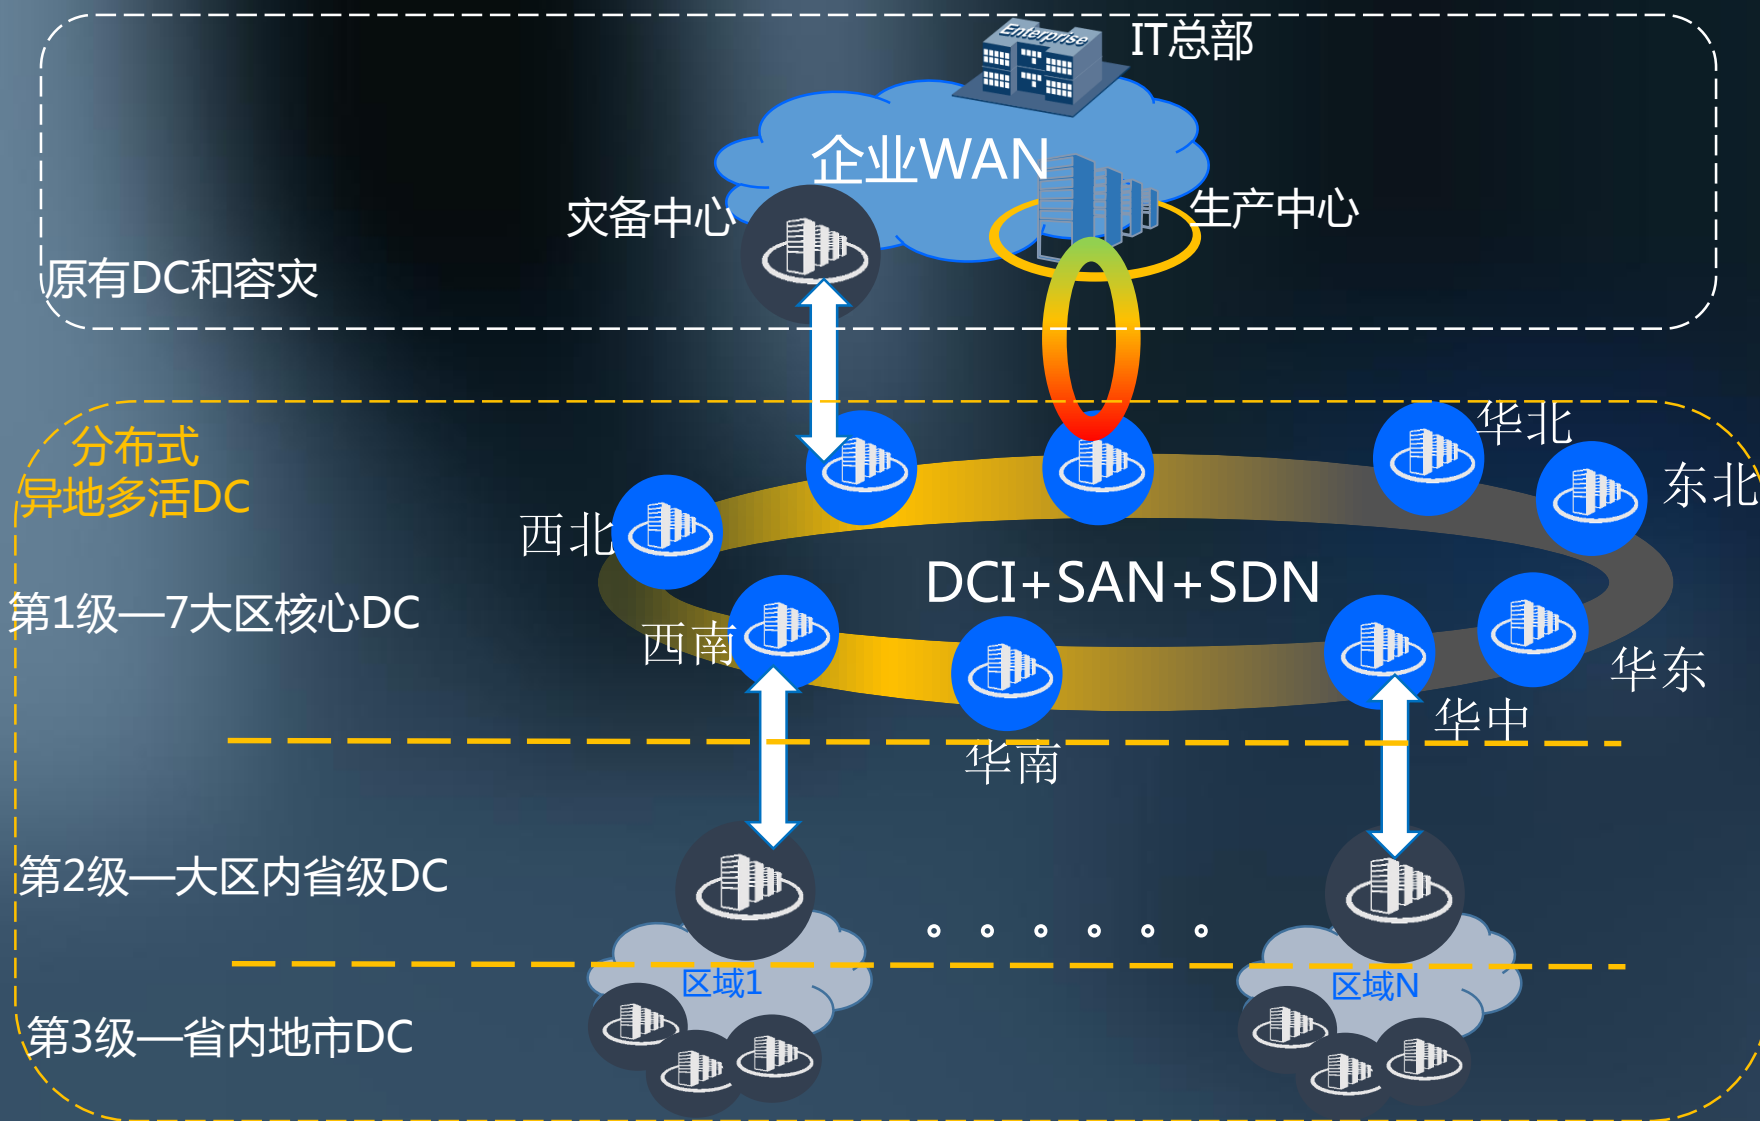 Enterprise
IT总部
企业WAN
灾备中心
生产中心
原有DC和容灾
分布式
异地多活DC
华北
东北
西北
DCI+SAN+SDN
第1级—7大区核心DC
西南
华东
华中
华南
第2级—大区内省级DC
区域1
区域N
第3级—省内地市DC